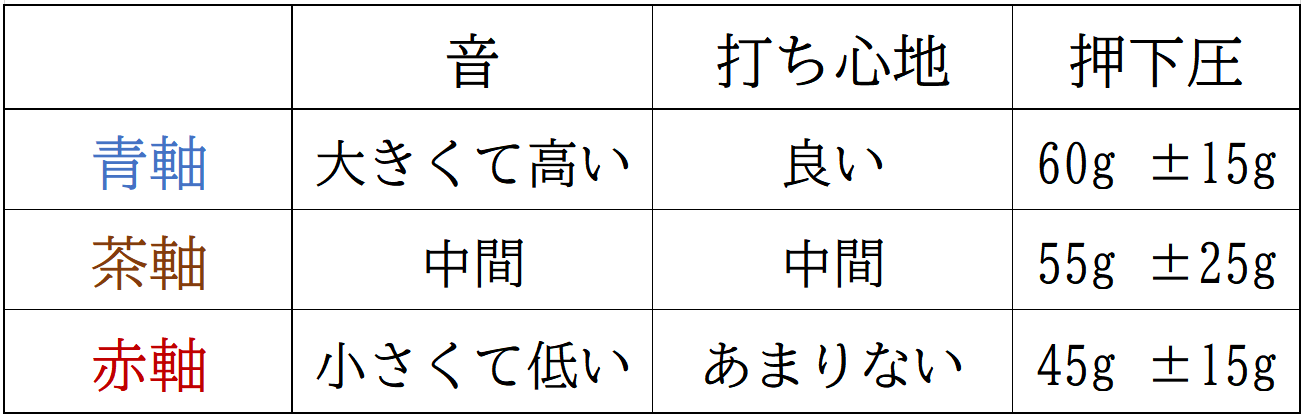 音 打ち心地 押下圧
青軸 大きくて高い 良い 60g ±15g
茶軸 中間 中間 55g ±25g
赤軸 小さくて低い あまりない 45g ±15g